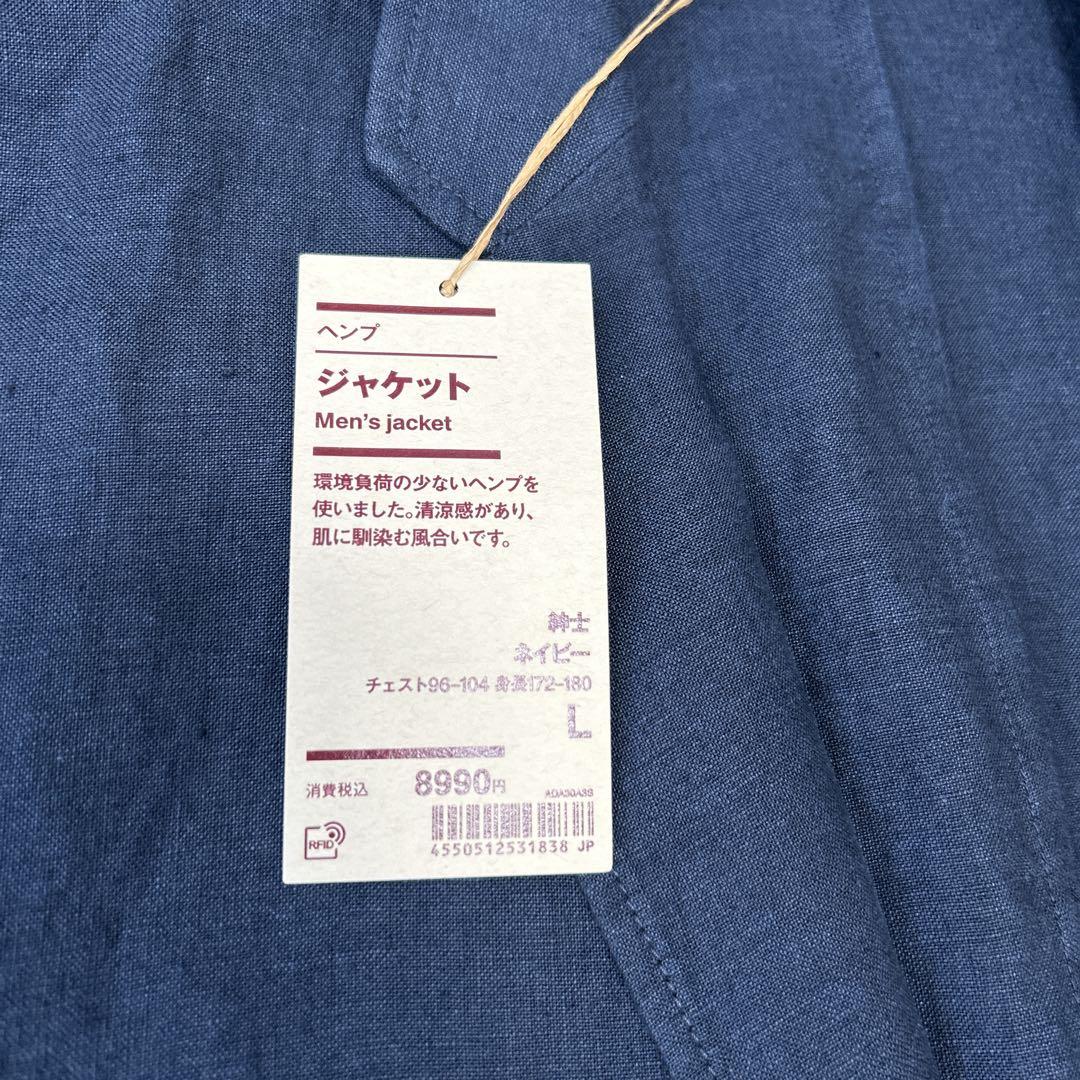 ヘンプ
ジャケット
Men's jacket
環境負荷の少ないヘンプを
使いました。清涼感があり、
肌に馴染む風合いです。
紳士
ネイビー
チェスト96-104 身長172-180
L
消費税込 8990円
RFID
4550512531838 JP